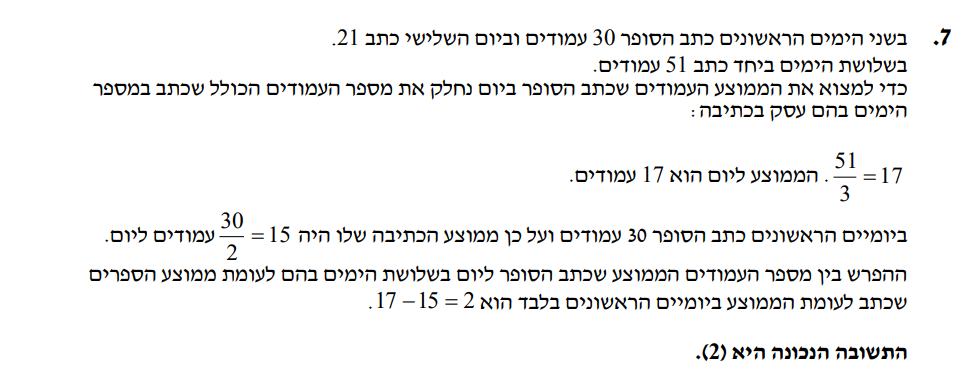 7. בשני הימים הראשונים כתב הסופר 30 עמודים וביום השלישי כתב 21.
בשלושת הימים ביחד כתב 51 עמודים.
כדי למצוא את הממוצע העמודים שכתב הסופר ביום נחלק את מספר העמודים הכולל שכתב במספר
הימים בהם עסק בכתיבה:
51/3 = 17. הממוצע ליום הוא 17 עמודים.
ביומיים הראשונים כתב הסופר 30 עמודים ועל כן ממוצע הכתיבה שלו היה 30/2 = 15 עמודים ליום.
ההפרש בין מספר העמודים הממוצע שכתב הסופר ליום בשלושת הימים בהם לעומת ממוצע הספרים
שכתב לעומת הממוצע ביומיים הראשונים בלבד הוא 17 – 15 = 2.
התשובה הנכונה היא (2).